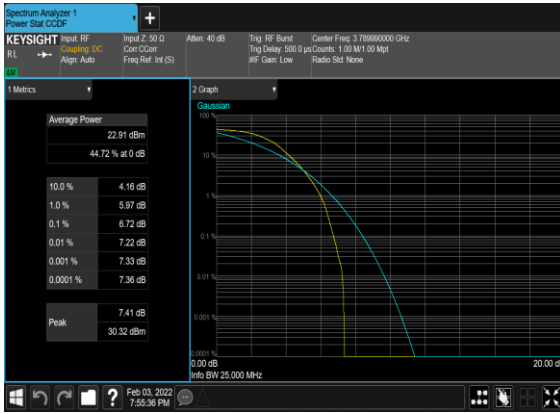 Spectrum Analyzer 1
Power Stat CCDF
+
KEYSIGHT Input: RF Input Z: 50 Ω Atten: 40 dB Trig: RF Burst Center Freq: 3.789990000 GHz
RL Coupling: DC Corr CCorr Trig Delay: 500.0 µs Counts: 1.00 M/1.00 Mpt
Align: Auto Freq Ref: Int (S) #IF Gain: Low Radio Std: None
1 Metrics
2 Graph
Average Power
22.91 dBm
44.72 % at 0 dB
10.0 % 4.16 dB
1.0 % 5.97 dB
0.1 % 6.72 dB
0.01 % 7.22 dB
0.001 % 7.33 dB
0.0001 % 7.36 dB
Peak
7.41 dB
30.32 dBm
Gaussian
100 %
10 %
1 %
0.1 %
0.01 %
0.001 %
0.0001 %
0.00 dB 20.00 d
Info BW 25.000 MHz
? Feb 03, 2022
7:55:36 PM